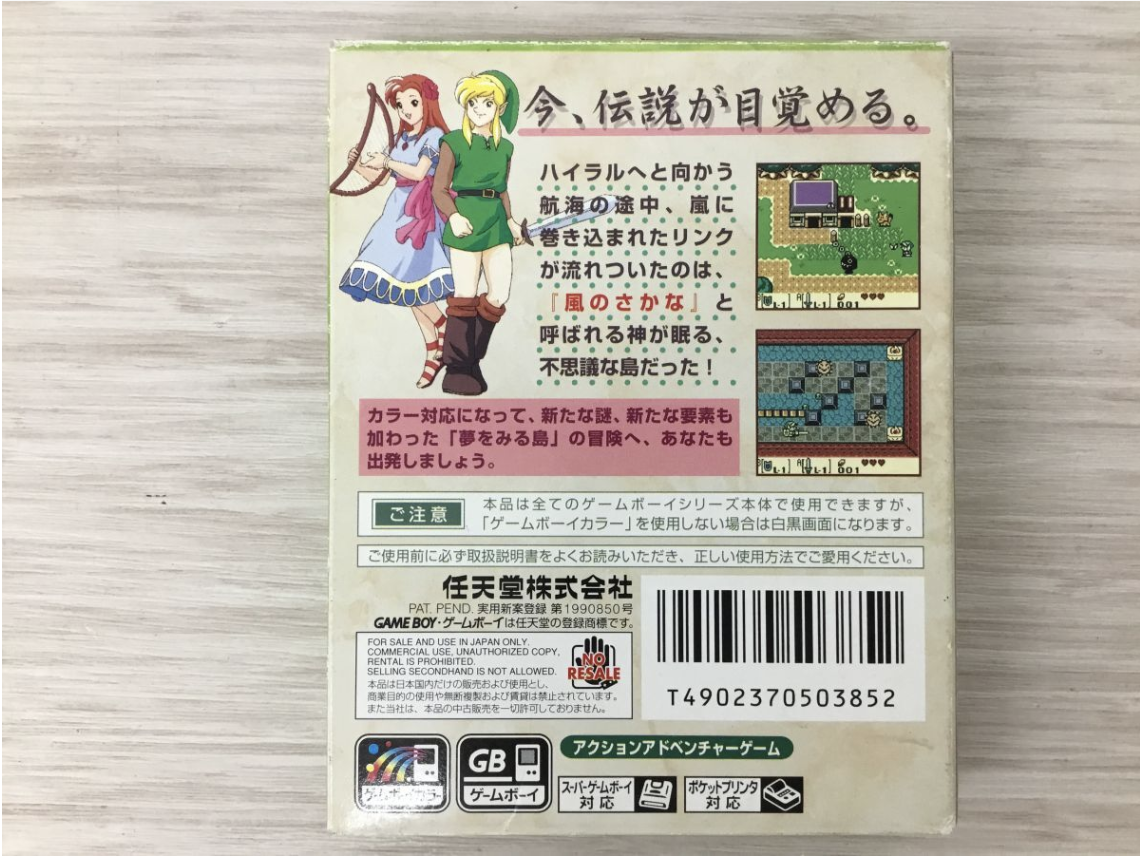 今、伝説が目覚める。
ハイラルへと向かう
航海の途中、嵐に
巻き込まれたリンク
が流れついたのは、
『風のさかな』と
呼ばれる神が眠る、
不思議な島だった！
B L-1 A L-1 001
B L-1 A L-1 001
カラー対応になって、新たな謎、新たな要素も
加わった「夢をみる島」の冒険へ、あなたも
出発しましょう。
ご注意
本品は全てのゲームボーイシリーズ本体で使用できますが、
「ゲームボーイカラー」を使用しない場合は白黒画面になります。
ご使用前に必ず取扱説明書をよくお読みいただき、正しい使用方法でご愛用ください。
任天堂株式会社
PAT. PEND. 実用新案登録 第1990850号
GAME BOY・ゲームボーイは任天堂の登録商標です。
FOR SALE AND USE IN JAPAN ONLY.
COMMERCIAL USE, UNAUTHORIZED COPY,
RENTAL IS PROHIBITED.
SELLING SECONDHAND IS NOT ALLOWED.
本品は日本国内だけの販売および使用とし、
商業目的の使用や無断複製および賃貸は禁止されています。
また当社は、本品の中古販売を一切許可しておりません。
NO
RESALE
T4902370503852
ゲームボーイカラー
GB
ゲームボーイ
アクションアドベンチャーゲーム
スーパーゲームボーイ
対応
ポケットプリンタ
対応